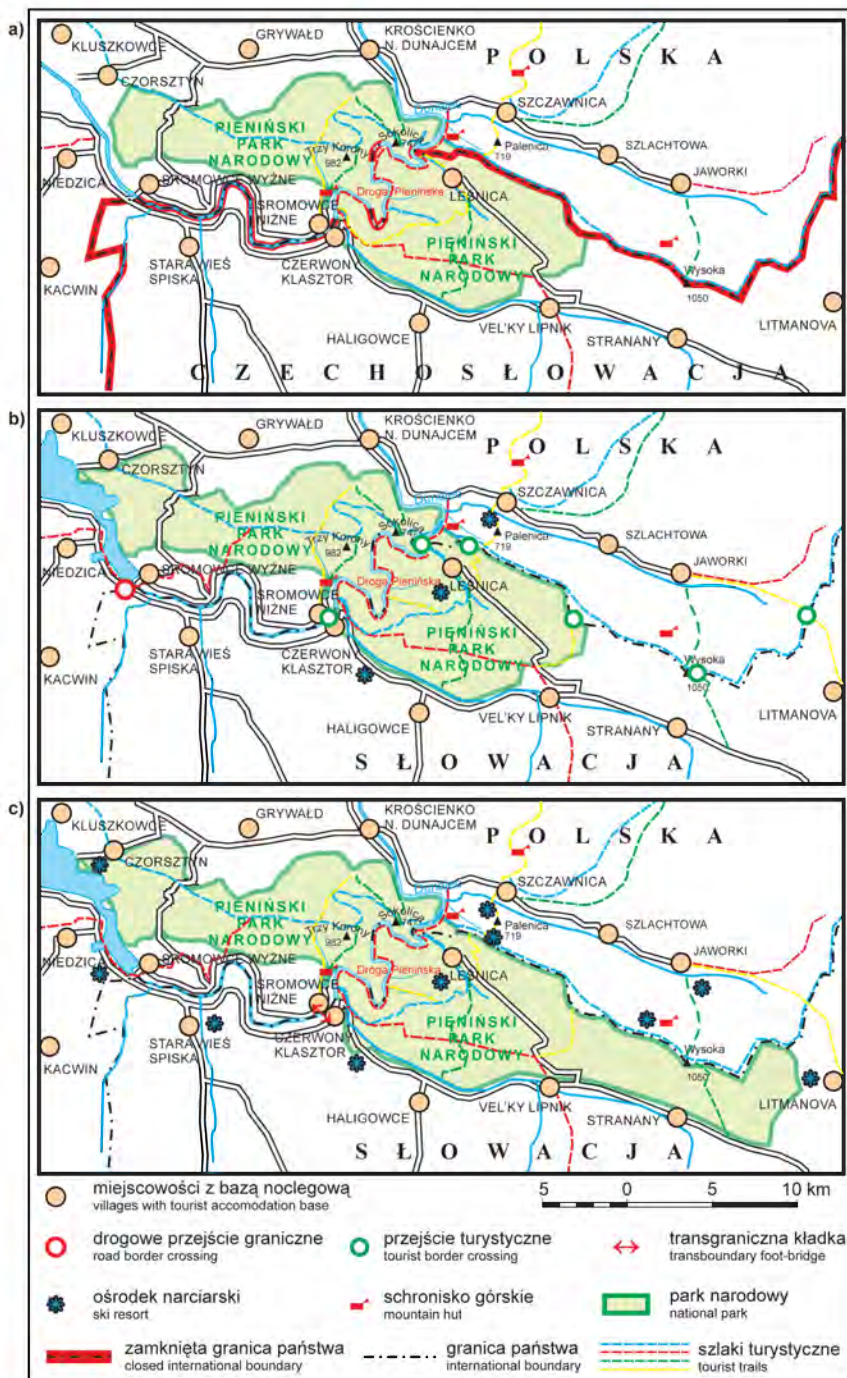 a)
KLUSZKOWCE
GRYWAŁD
KROŚCIENKO
N. DUNAJCEM
P O L S K A
CZORSZTYN
SZCZAWNICA
PIENIŃSKI
PARK
NARODOWY
Sokolica
747
Trzy Korony
982
Palenica
719
SZLACHTOWA
JAWORKI
NIEDZICA
SROMOWCE WYŻNE
Droga Pienińska
LEŚNICA
SROMOWCE
NIŻNE
PIENIŃSKI
PARK
NARODOWY
STARA WIEŚ
SPISKA
CZERWONY
KLASZTOR
Wysoka
1050
KACWIN
HALIGOWCE
VEL'KY LIPNIK
STRANANY
LITMANOVA
C Z E C H O S Ł O W A C J A
b)
KLUSZKOWCE
GRYWAŁD
KROŚCIENKO
N. DUNAJCEM
P O L S K A
CZORSZTYN
SZCZAWNICA
PIENIŃSKI
PARK
NARODOWY
Sokolica
747
Trzy Korony
982
Palenica
719
SZLACHTOWA
JAWORKI
NIEDZICA
SROMOWCE WYŻNE
Droga Pienińska
LEŚNICA
SROMOWCE
NIŻNE
PIENIŃSKI
PARK
NARODOWY
STARA WIEŚ
SPISKA
CZERWONY
KLASZTOR
Wysoka
1050
KACWIN
HALIGOWCE
VEL'KY LIPNIK
STRANANY
LITMANOVA
S Ł O W A C J A
c)
KLUSZKOWCE
GRYWAŁD
KROŚCIENKO
N. DUNAJCEM
P O L S K A
CZORSZTYN
SZCZAWNICA
PIENIŃSKI
PARK
NARODOWY
Sokolica
747
Trzy Korony
982
Palenica
719
SZLACHTOWA
JAWORKI
NIEDZICA
SROMOWCE WYŻNE
Droga Pienińska
LEŚNICA
SROMOWCE
NIŻNE
PIENIŃSKI
PARK
NARODOWY
STARA WIEŚ
SPISKA
CZERWONY
KLASZTOR
Wysoka
1050
KACWIN
HALIGOWCE
VEL'KY LIPNIK
STRANANY
LITMANOVA
S Ł O W A C J A
miejscowości z bazą noclegową
villages with tourist accomodation base
5 0 5 10 km
drogowe przejście graniczne
road border crossing
przejście turystyczne
tourist border crossing
transgraniczna kładka
transboundary foot-bridge
ośrodek narciarski
ski resort
schronisko górskie
mountain hut
park narodowy
national park
zamknięta granica państwa
closed international boundary
granica państwa
international boundary
szlaki turystyczne
tourist trails